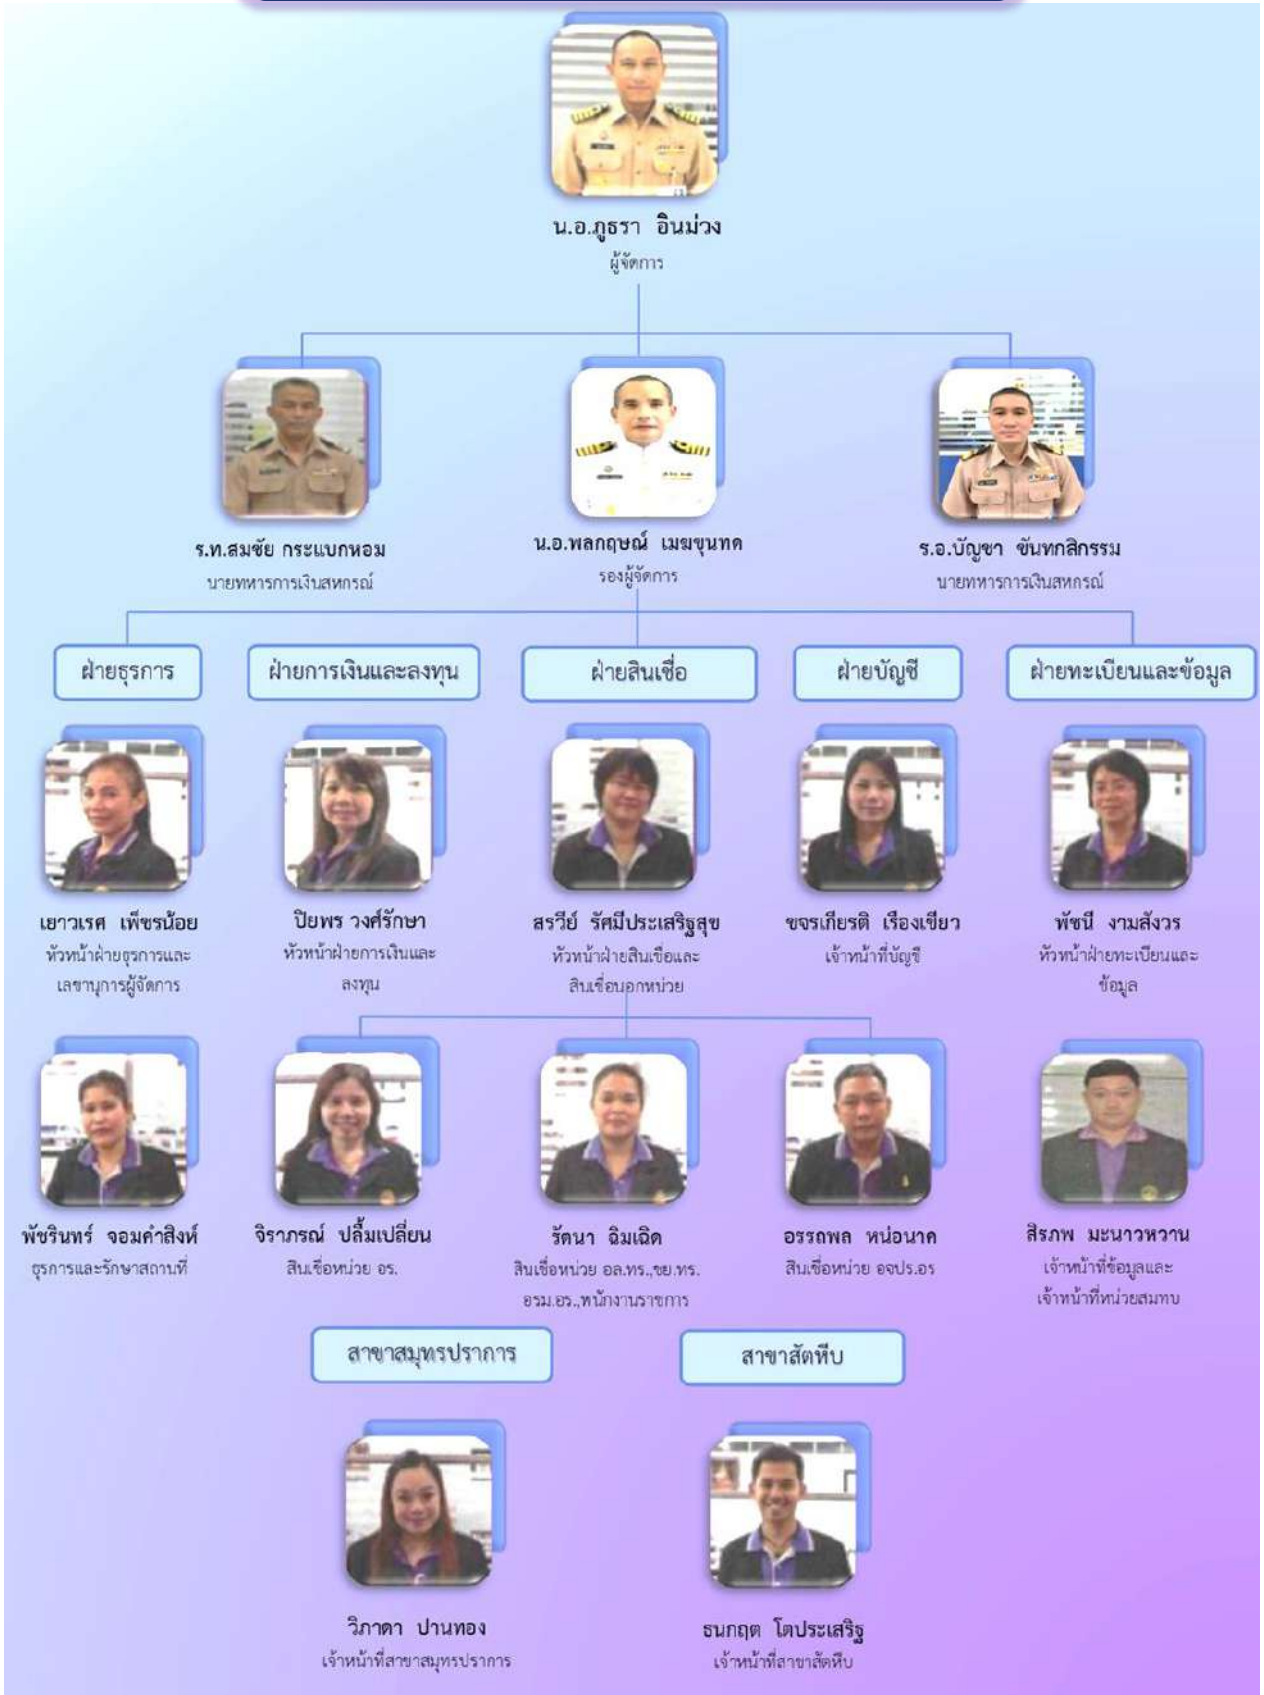 น.อ.ภูธรา อินม่วง
ผู้จัดการ
ร.ท.สมชัย กระแบกหอม
นายทหารการเงินสหกรณ์
น.อ.พลกฤษณ์ เมฆขุนทด
รองผู้จัดการ
ร.อ.บัญชา ขันทกสิกรรม
นายทหารการเงินสหกรณ์
ฝ่ายธุรการ
ฝ่ายการเงินและลงทุน
ฝ่ายสินเชื่อ
ฝ่ายบัญชี
ฝ่ายทะเบียนและข้อมูล
เยาวเรศ เพ็ชรน้อย
หัวหน้าฝ่ายธุรการและ
เลขานุการผู้จัดการ
ปิยพร วงศ์รักษา
หัวหน้าฝ่ายการเงินและ
ลงทุน
สรวีย์ รัศมีประเสริฐสุข
หัวหน้าฝ่ายสินเชื่อและ
สินเชื่อนอกหน่วย
ขจรเกียรติ เรืองเขียว
เจ้าหน้าที่บัญชี
พัชนี งามสังวร
หัวหน้าฝ่ายทะเบียนและ
ข้อมูล
พัชรินทร์ จอมคำสิงห์
ธุรการและรักษาสถานที่
จิราภรณ์ ปลื้มเปลี่ยน
สินเชื่อหน่วย อร.
รัตนา ฉิมเฉิด
สินเชื่อหน่วย อล.ทร.,ขย.ทร.
อรม.อร.,พนักงานราชการ
อรรถพล หน่อนาค
สินเชื่อหน่วย อจปร.อร
สิรภพ มะนาวหวาน
เจ้าหน้าที่ข้อมูลและ
เจ้าหน้าที่หน่วยสมทบ
สาขาสมุทรปราการ
สาขาสัตหีบ
วิภาดา ปานทอง
เจ้าหน้าที่สาขาสมุทรปราการ
ธนกฤต โตประเสริฐ
เจ้าหน้าที่สาขาสัตหีบ